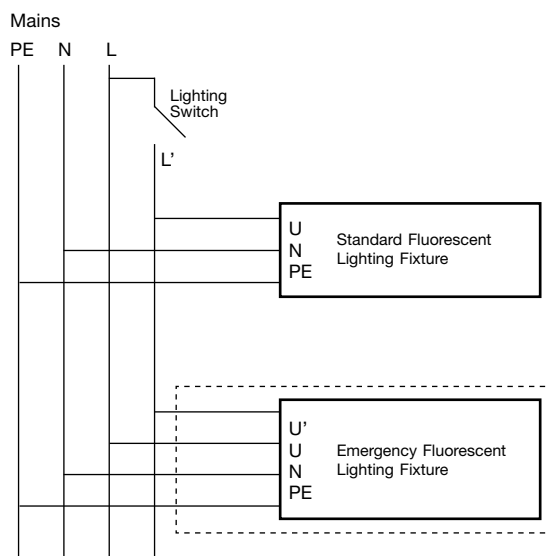 Mains
PE N L
Lighting
Switch
L'
U
N
PE
Standard Fluorescent
Lighting Fixture
U'
U
N
PE
Emergency Fluorescent
Lighting Fixture